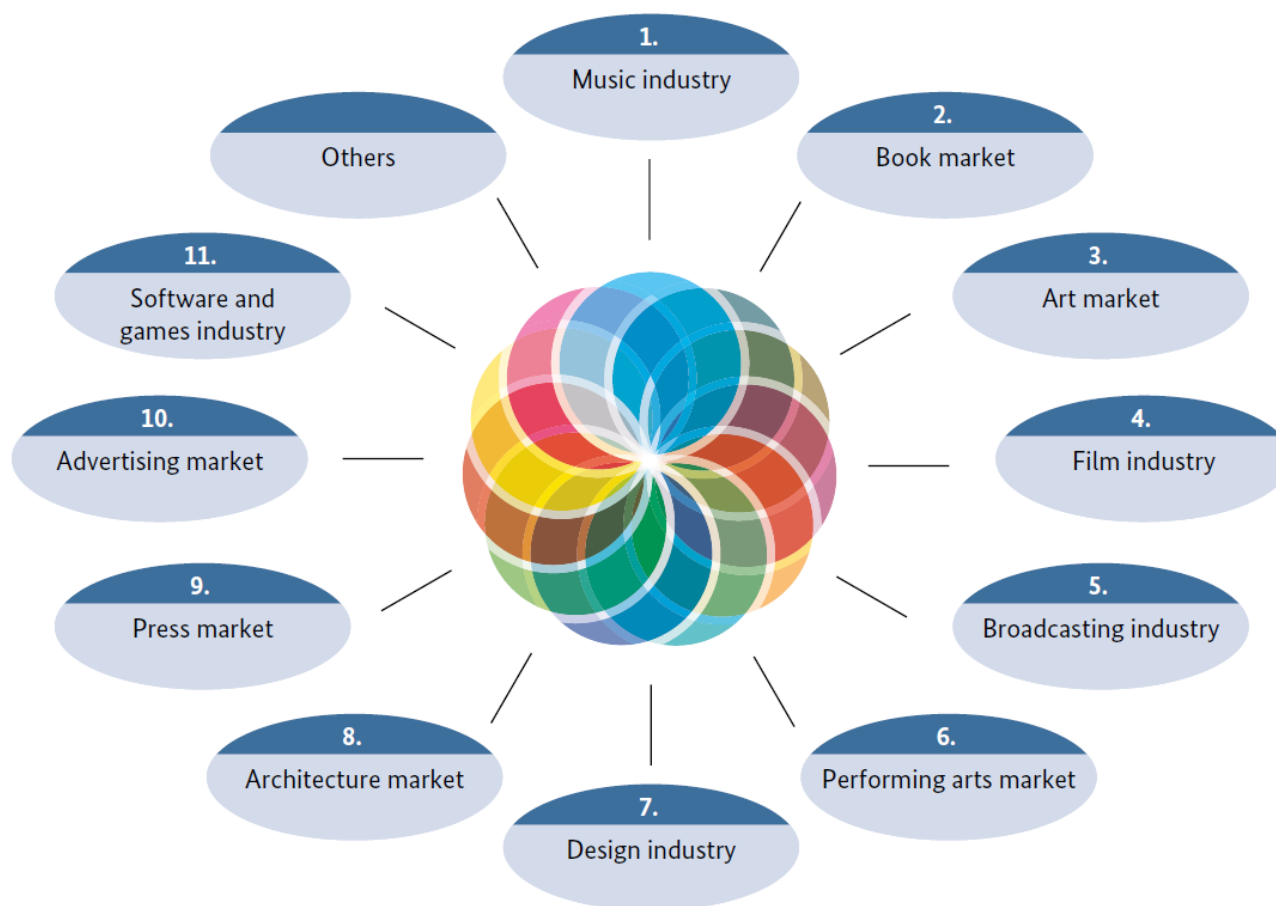 1.
Music industry
2.
Book market
3.
Art market
4.
Film industry
5.
Broadcasting industry
6.
Performing arts market
7.
Design industry
8.
Architecture market
9.
Press market
10.
Advertising market
11.
Software and
games industry
Others